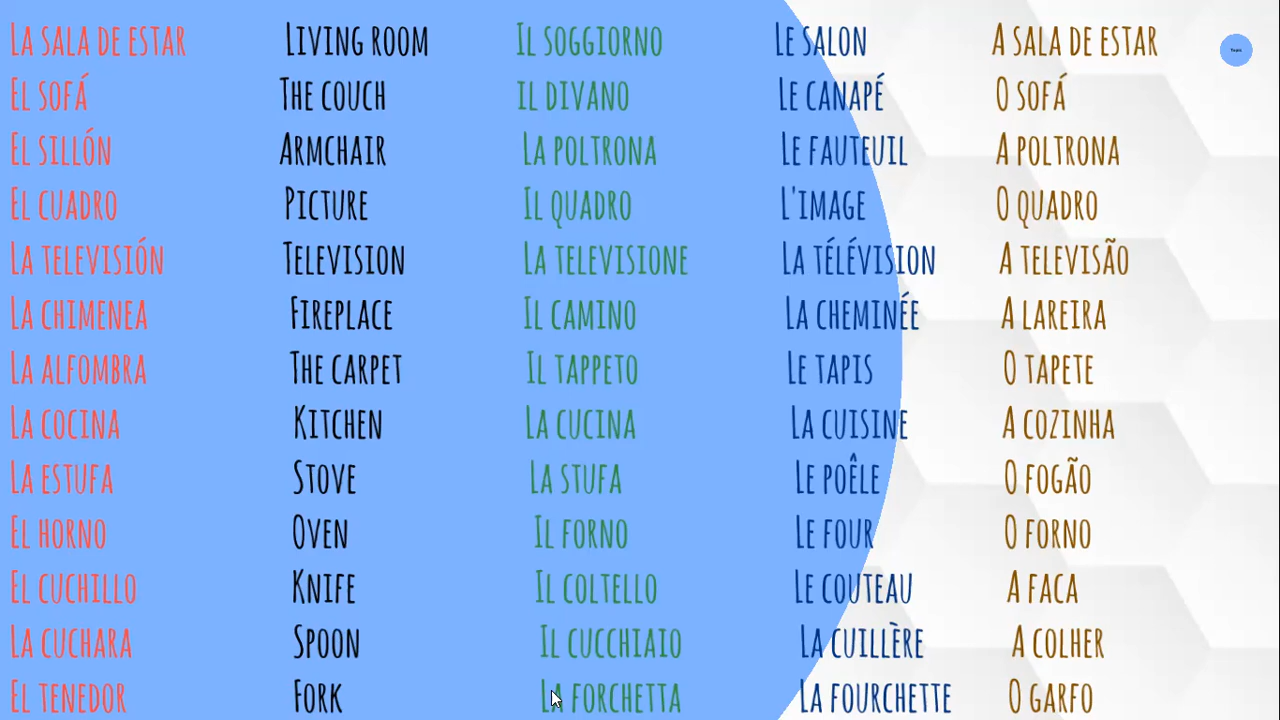 La sala de estar Living room Il soggiorno Le salon A sala de estar
El sofá The couch il divano Le canapé O sofá
El sillón Armchair La poltrona Le fauteuil A poltrona
El cuadro Picture Il quadro L'image O quadro
La televisión Television La televisione La télévision A televisão
La chimenea Fireplace Il camino La cheminée A lareira
La alfombra The carpet Il tappeto Le tapis O tapete
La cocina Kitchen La cucina La cuisine A cozinha
La estufa Stove La stufa Le poêle O fogão
El horno Oven Il forno Le four O forno
El cuchillo Knife Il coltello Le couteau A faca
La cuchara Spoon Il cucchiaio La cuillère A colher
El tenedor Fork La forchetta La fourchette O garfo